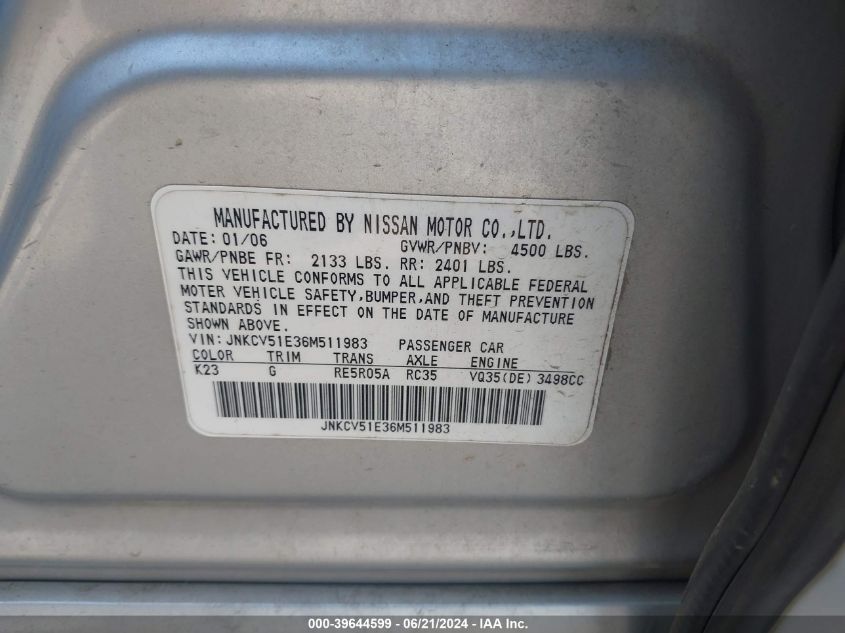 MANUFACTURED BY NISSAN MOTOR CO.,LTD.
DATE: 01/06 GVWR/PNBV: 4500 LBS.
GAWR/PNBE FR: 2133 LBS. RR: 2401 LBS.
THIS VEHICLE CONFORMS TO ALL APPLICABLE FEDERAL
MOTER VEHICLE SAFETY,BUMPER,AND THEFT PREVENTION
STANDARDS IN EFFECT ON THE DATE OF MANUFACTURE
SHOWN ABOVE.
VIN: JNKCV51E36M511983 PASSENGER CAR
COLOR TRIM TRANS AXLE ENGINE
K23 G RE5R05A RC35 VQ35(DE) 3498CC
JNKCV51E36M511983
000-39644599 - 06/21/2024 - IAA Inc.